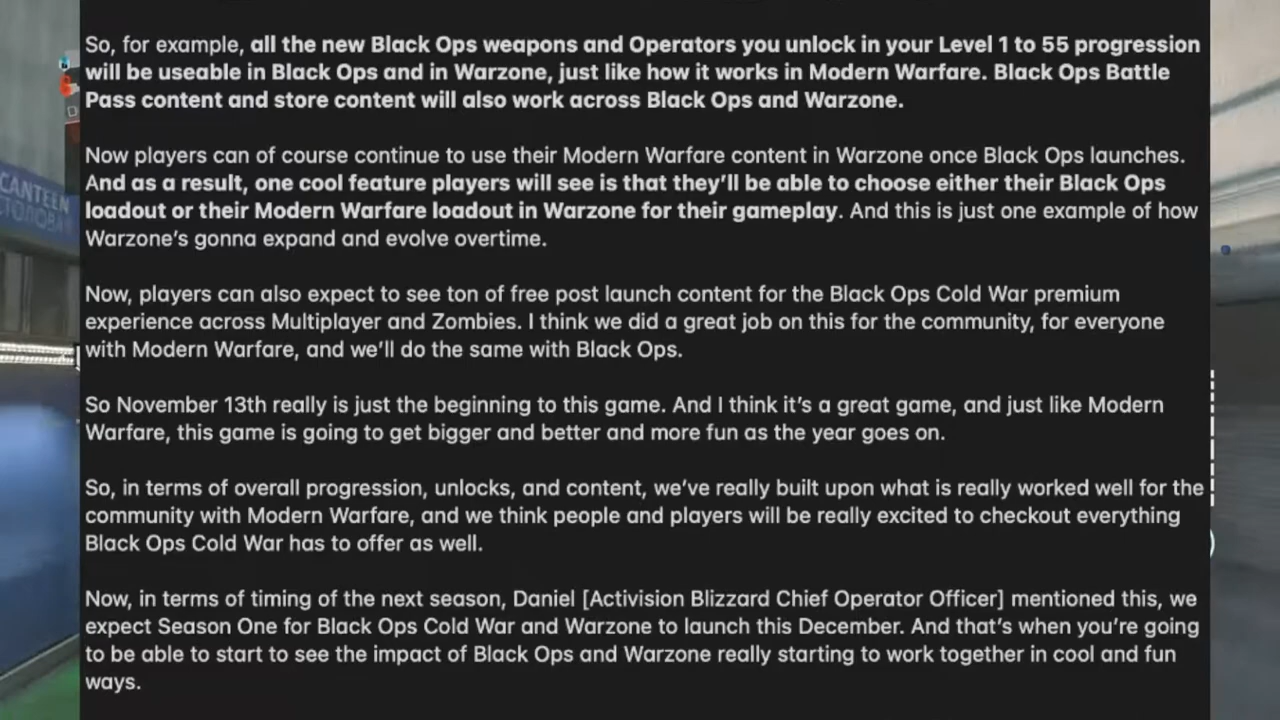 So, for example, all the new Black Ops weapons and Operators you unlock in your Level 1 to 55 progression
will be useable in Black Ops and in Warzone, just like how it works in Modern Warfare. Black Ops Battle
Pass content and store content will also work across Black Ops and Warzone.
Now players can of course continue to use their Modern Warfare content in Warzone once Black Ops launches.
And as a result, one cool feature players will see is that they'll be able to choose either their Black Ops
loadout or their Modern Warfare loadout in Warzone for their gameplay. And this is just one example of how
Warzone's gonna expand and evolve overtime.
Now, players can also expect to see ton of free post launch content for the Black Ops Cold War premium
experience across Multiplayer and Zombies. I think we did a great job on this for the community, for everyone
with Modern Warfare, and we'll do the same with Black Ops.
So November 13th really is just the beginning to this game. And I think it's a great game, and just like Modern
Warfare, this game is going to get bigger and better and more fun as the year goes on.
So, in terms of overall progression, unlocks, and content, we've really built upon what is really worked well for the
community with Modern Warfare, and we think people and players will be really excited to checkout everything
Black Ops Cold War has to offer as well.
Now, in terms of timing of the next season, Daniel [Activision Blizzard Chief Operator Officer] mentioned this, we
expect Season One for Black Ops Cold War and Warzone to launch this December. And that's when you're going
to be able to start to see the impact of Black Ops and Warzone really starting to work together in cool and fun
ways.
CANTEEN